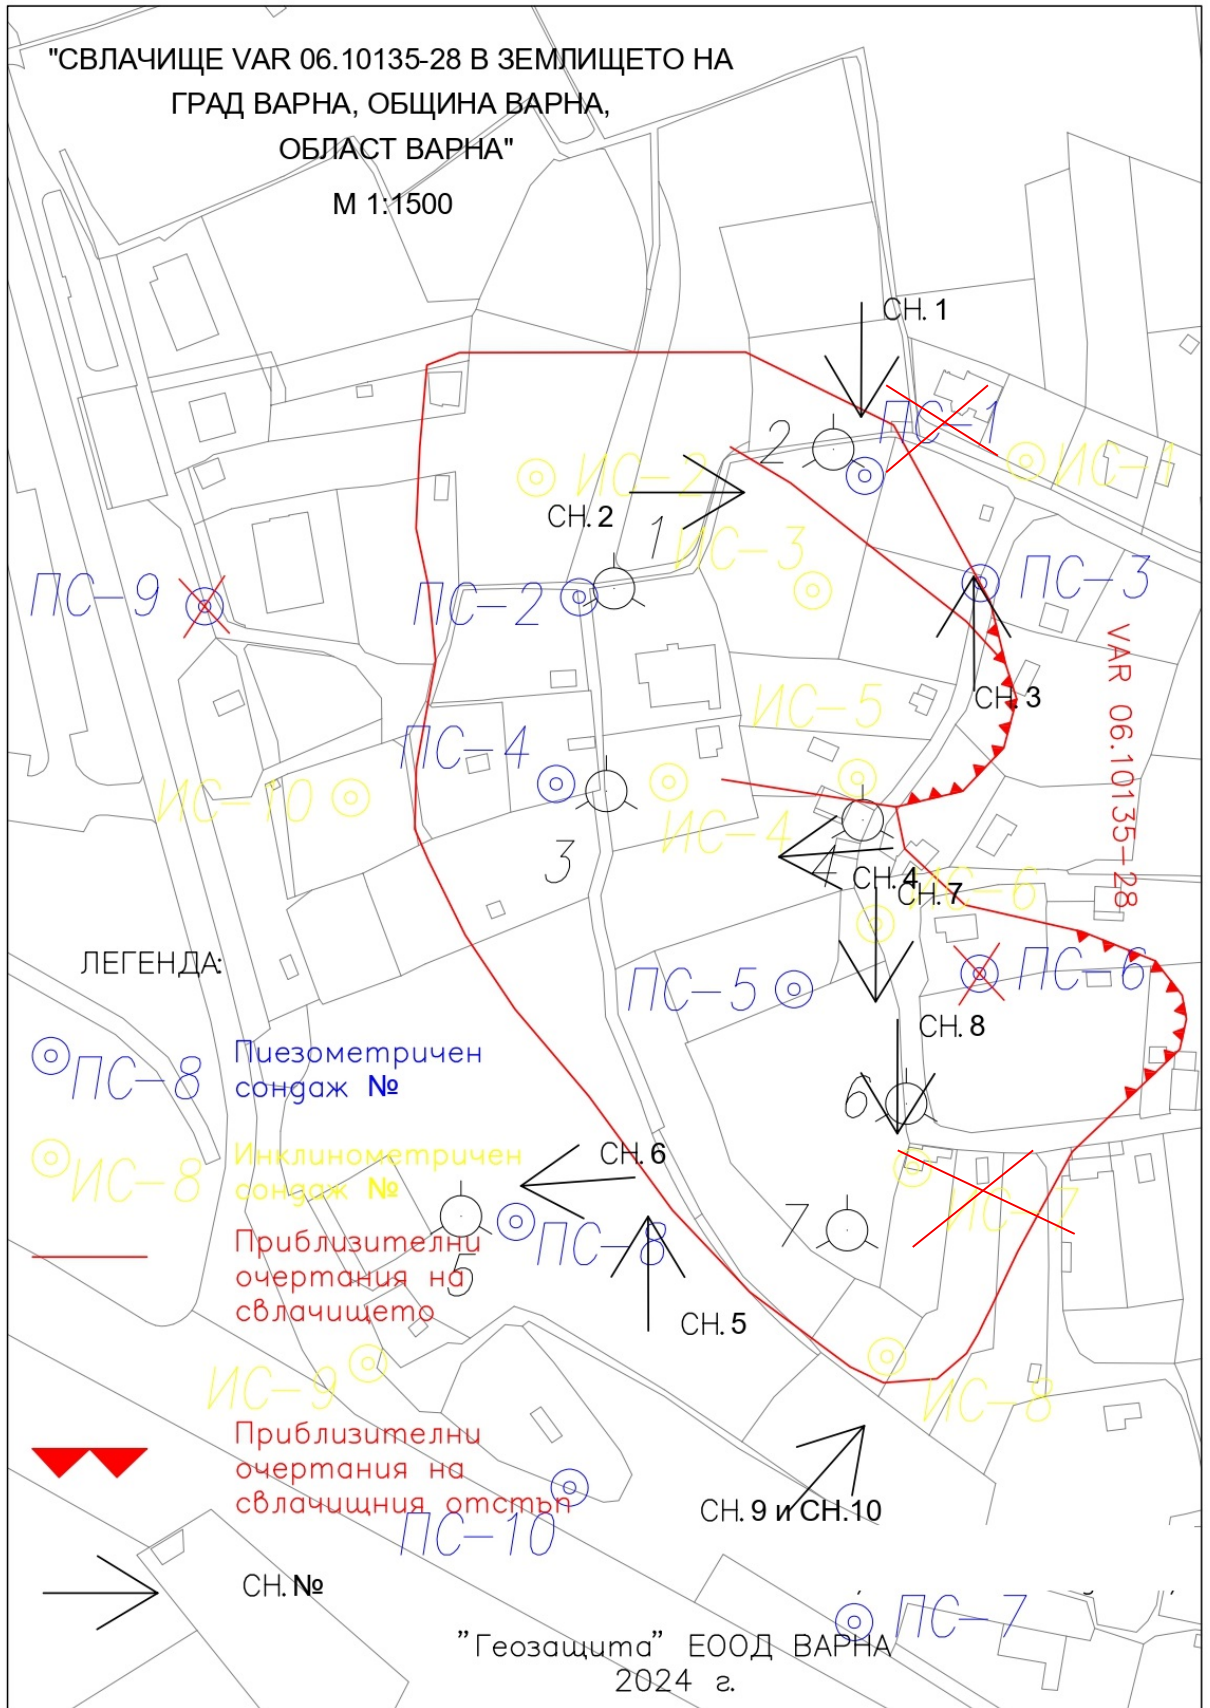 "СВЛАЧИЩЕ VAR 06.10135-28 В ЗЕМЛИЩЕТО НА
ГРАД ВАРНА, ОБЩИНА ВАРНА,
ОБЛАСТ ВАРНА"
М 1:1500
СН. 1
ПС-1
2
ИС-2
ИС-1
СН. 2
1
ИС-3
ПС-9
ПС-2
ПС-3
VAR 06.10135-28
СН. 3
ИС-5
ПС-4
ИС-10
ИС-4
3
4
СН. 4
СН. 7
ИС-6
ЛЕГЕНДА:
ПС-5
ПС-6
СН. 8
ПС-8
Пиезометричен
сондаж №
6
ИС-8
Инклинометричен
сондаж №
СН. 6
ИС-7
7
ПС-8
5
Приблизителни
очертания на
свлачището
СН. 5
ИС-9
ИС-8
Приблизителни
очертания на
свлачищния отстъп
СН. 9 и СН.10
ПС-10
СН. №
ПС-7
"Геозащита" ЕООД ВАРНА
2024 г.